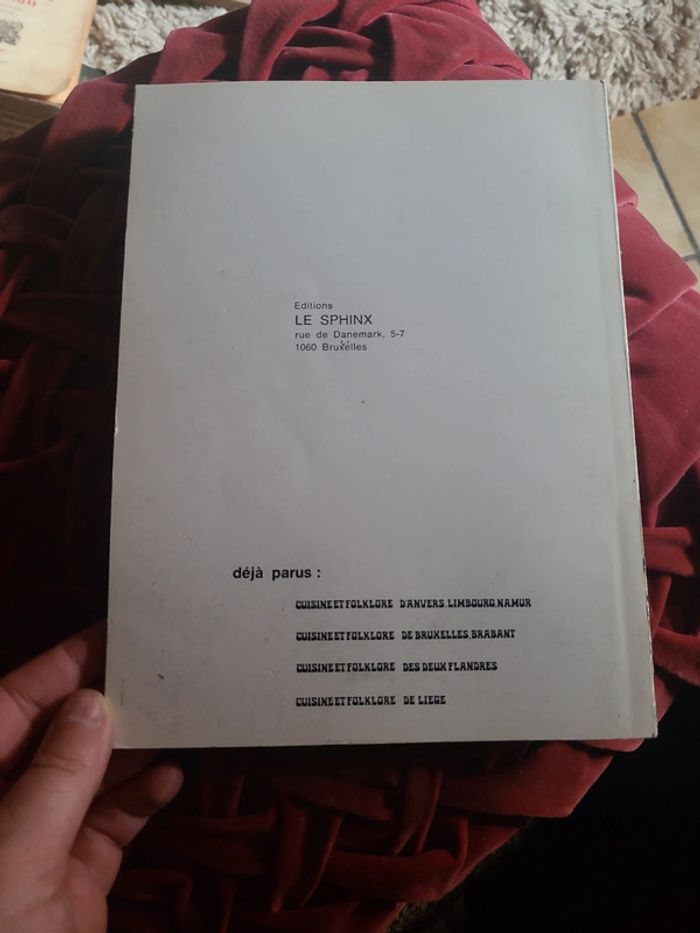 Editions
LE SPHINX
rue de Danemark, 5-7
1060 Bruxelles
déjà parus :
CUISINE ET FOLKLORE D'ANVERS, LIMBOURG, NAMUR
CUISINE ET FOLKLORE DE BRUXELLES, BRABANT
CUISINE ET FOLKLORE DES DEUX FLANDRES
CUISINE ET FOLKLORE DE LIEGE